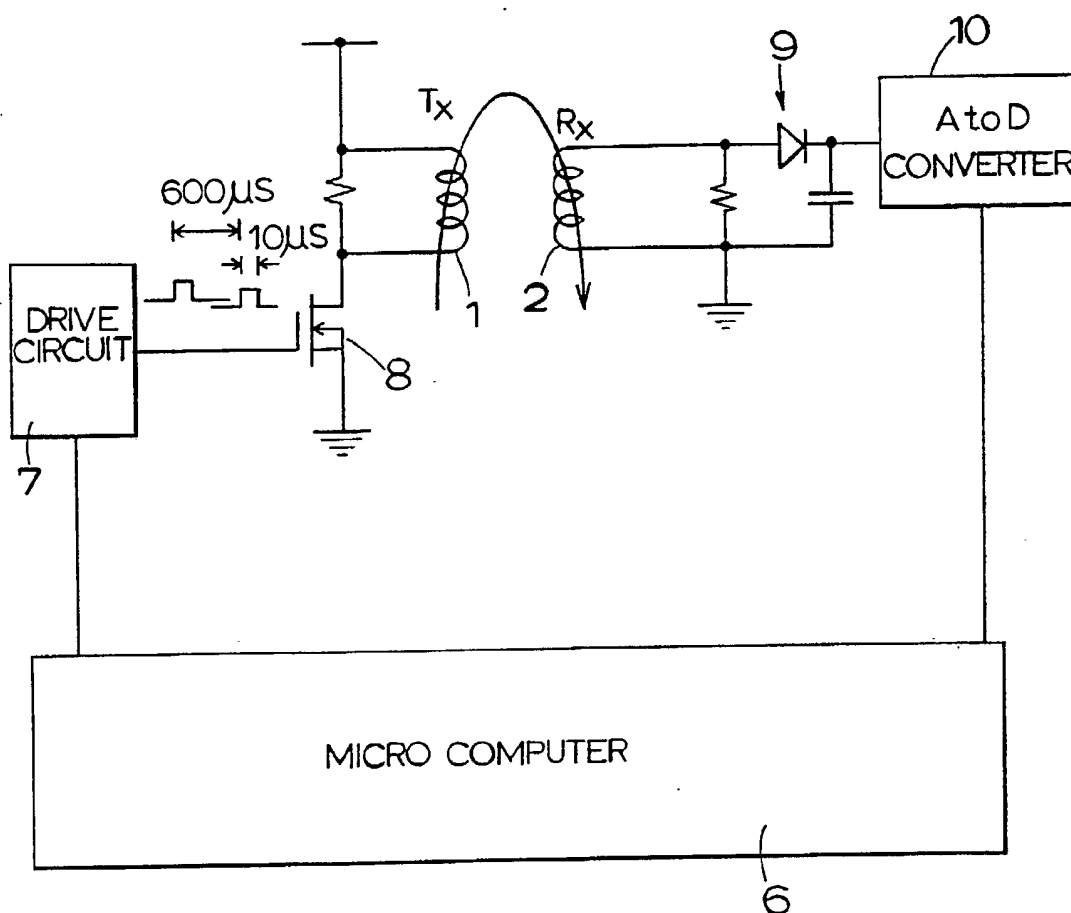 10
9
A to D
CONVERTER
Tx
Rx
600µS
10µS
1
2
DRIVE
CIRCUIT
8
7
MICRO COMPUTER
6